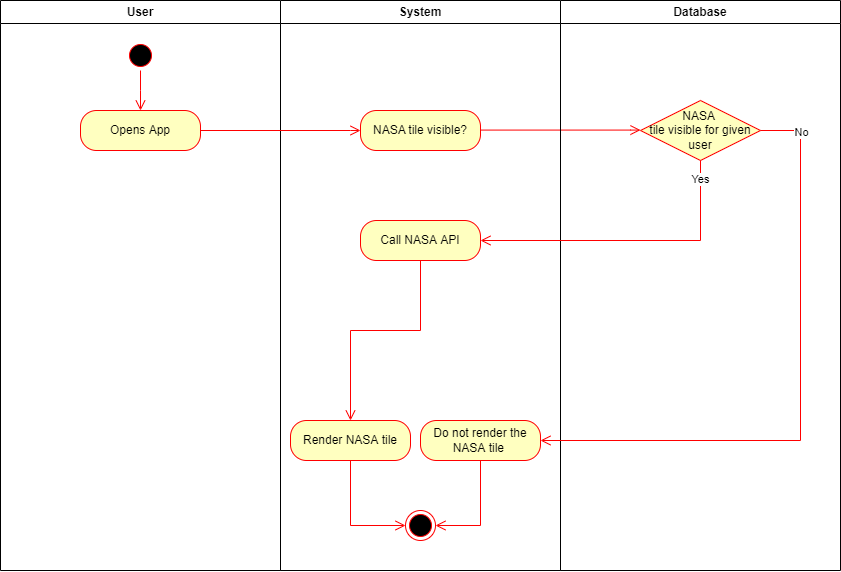 User
System
Database
Opens App
NASA tile visible?
NASA
tile visible for given
user
No
Yes
Call NASA API
Render NASA tile
Do not render the
NASA tile